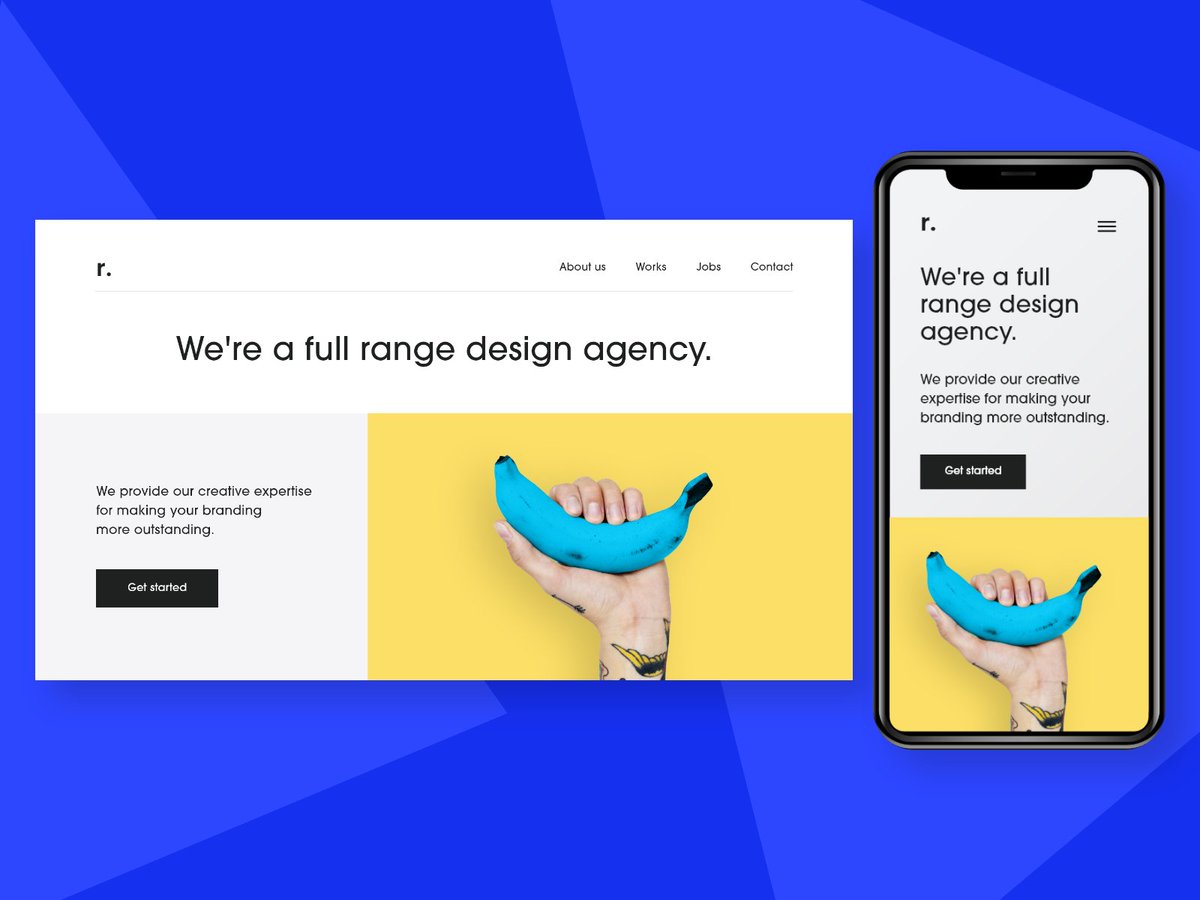 r.
About us Works Jobs Contact
We're a full range design agency.
We provide our creative expertise
for making your branding
more outstanding.
Get started
r.
We're a full
range design
agency.
We provide our creative
expertise for making your
branding more outstanding.
Get started